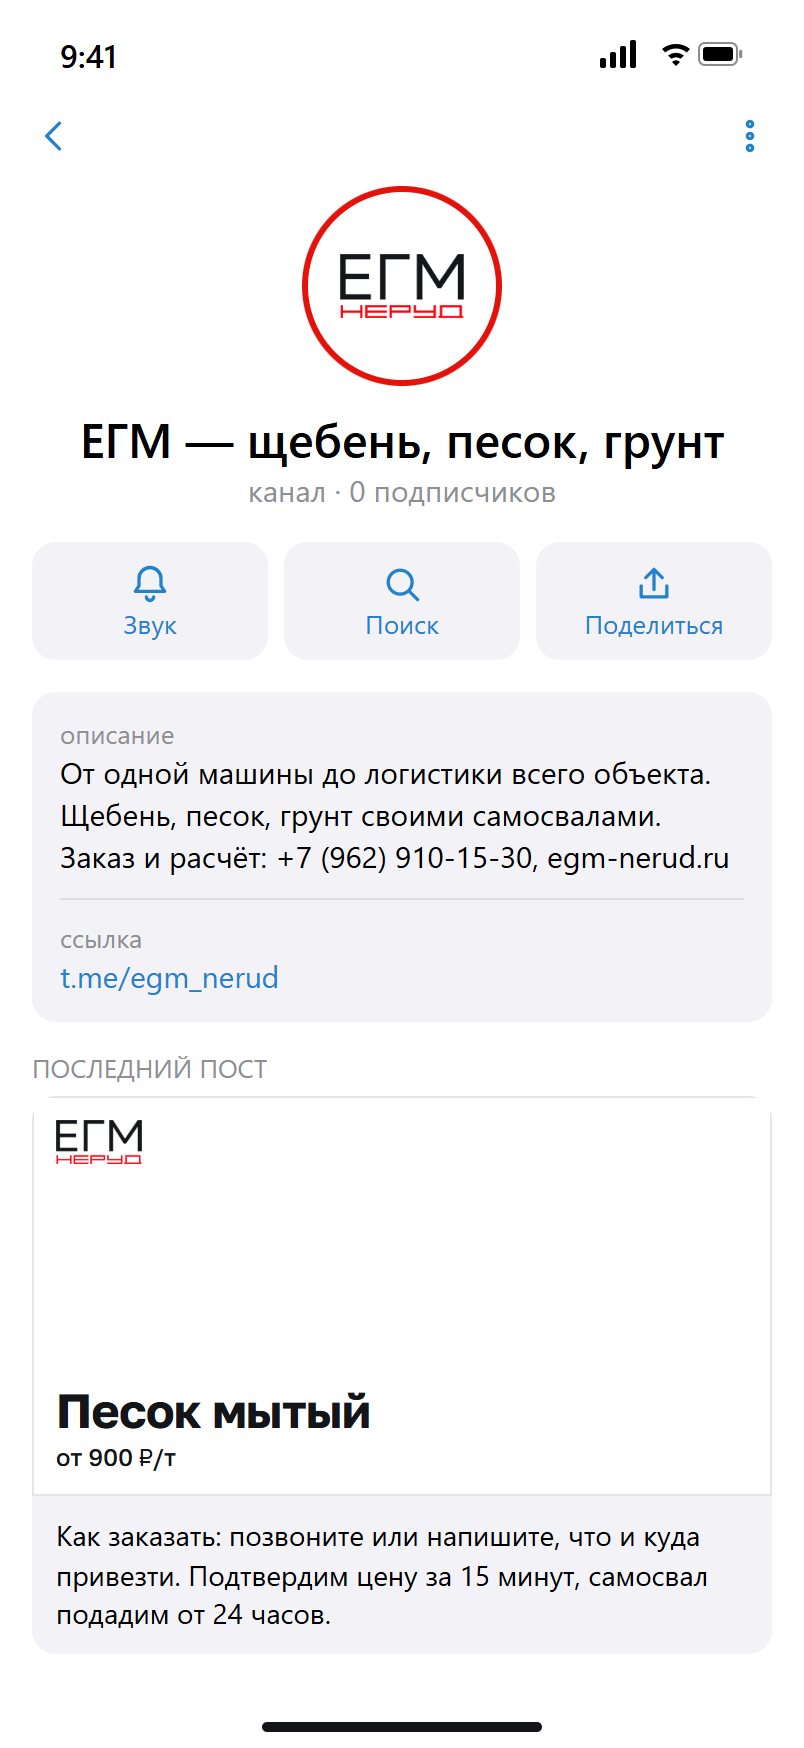 9:41
ЕГМ
НЕРУД
ЕГМ — щебень, песок, грунт
канал · 0 подписчиков
Звук
Поиск
Поделиться
описание
От одной машины до логистики всего объекта.
Щебень, песок, грунт своими самосвалами.
Заказ и расчёт: +7 (962) 910-15-30, egm-nerud.ru
ссылка
t.me/egm_nerud
ПОСЛЕДНИЙ ПОСТ
ЕГМ
НЕРУД
Песок мытый
от 900 ₽/т
Как заказать: позвоните или напишите, что и куда
привезти. Подтвердим цену за 15 минут, самосвал
подадим от 24 часов.